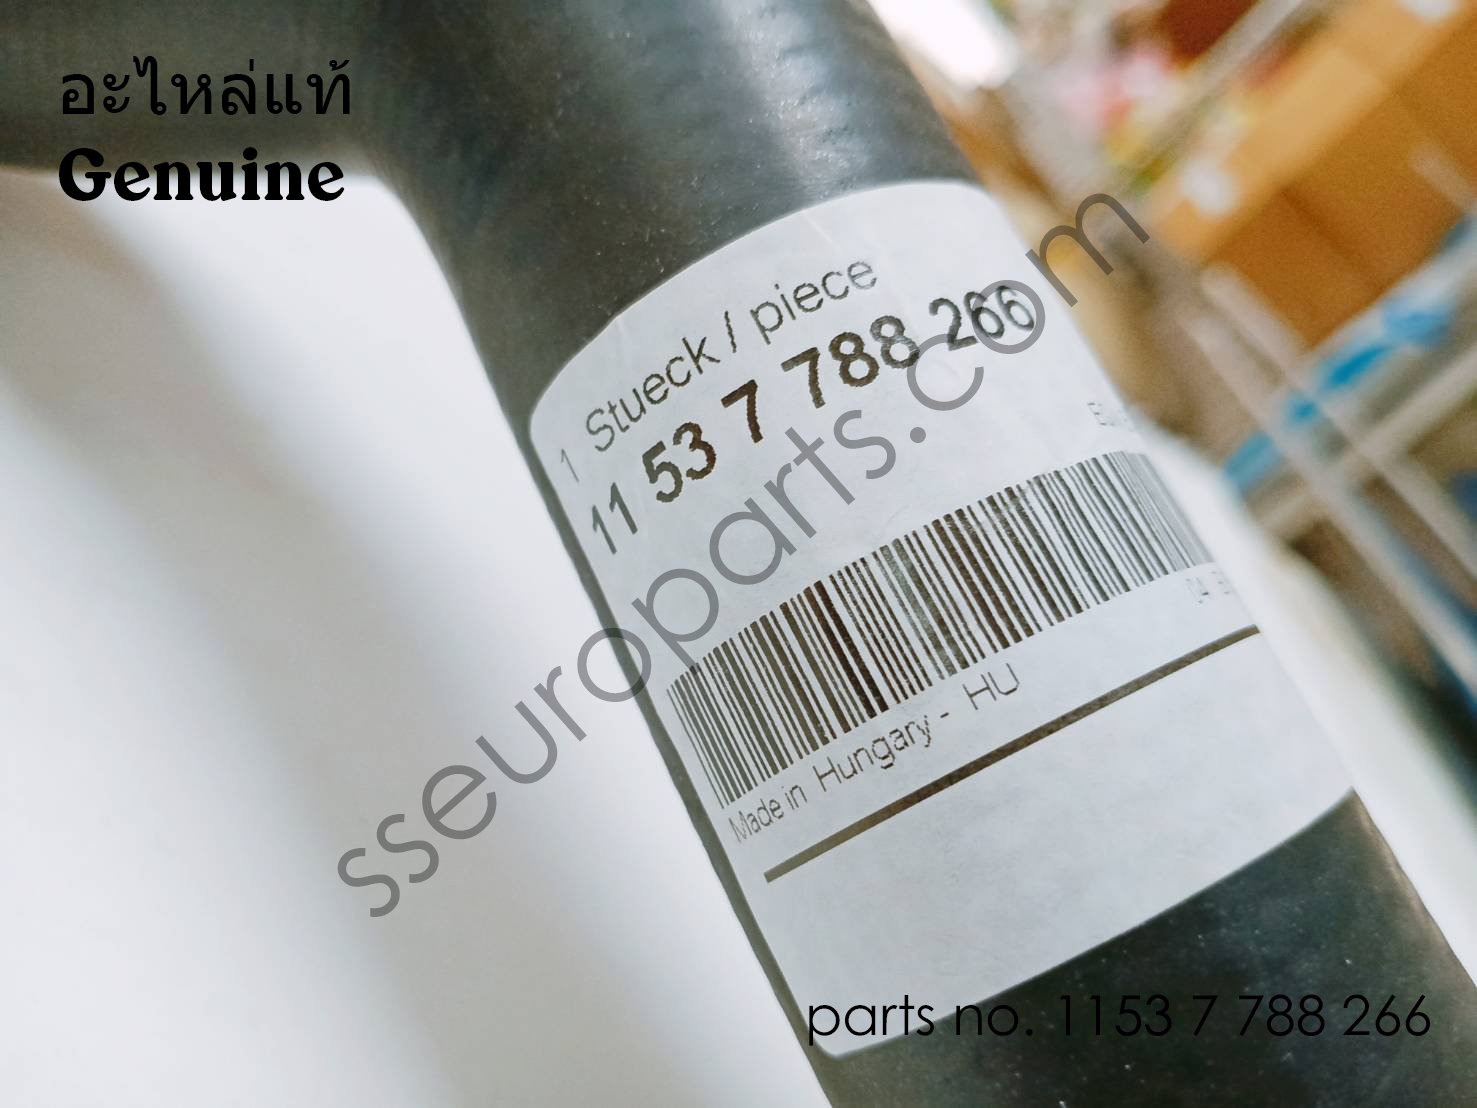 อะไหล่แท้
Genuine
1 Stueck / piece
11 53 7 788 266
Made in Hungary - HU
sseuroparts.com
parts no. 1153 7 788 266